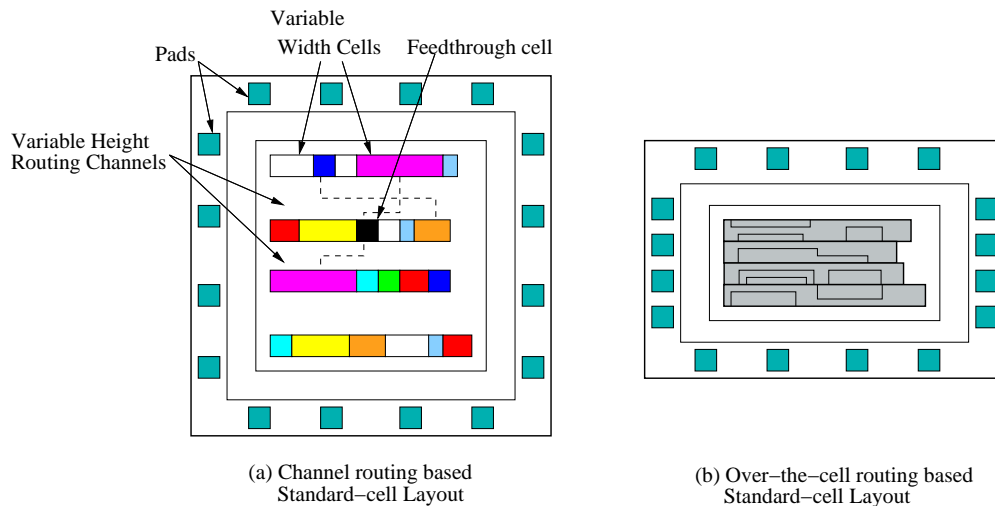 Variable
Width Cells
Feedthrough cell
Pads
Variable Height
Routing Channels
(a) Channel routing based
Standard−cell Layout
(b) Over−the−cell routing based
Standard−cell Layout